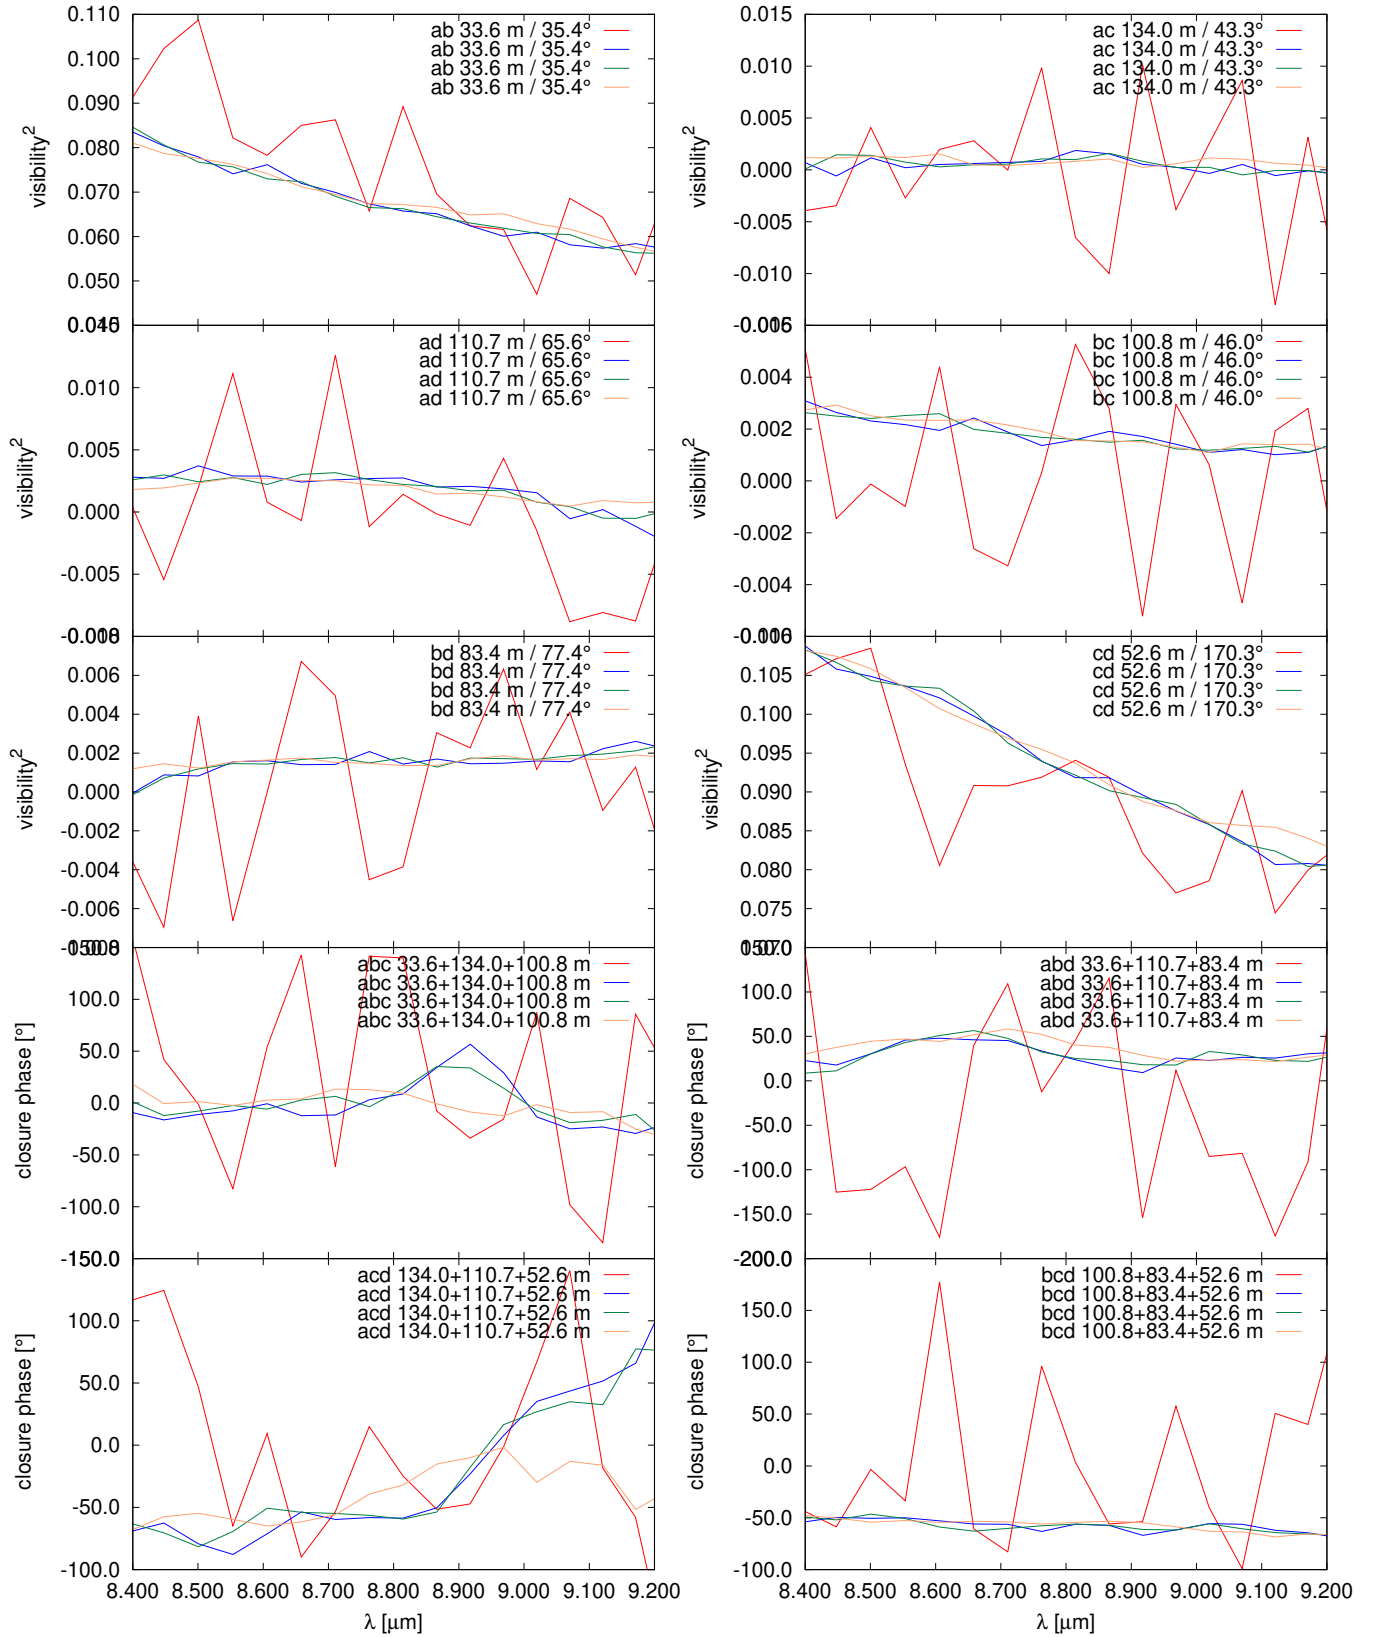 0.110
0.100
0.090
0.080
0.070
0.060
0.050
visibility²
ab 33.6 m / 35.4°
ab 33.6 m / 35.4°
ab 33.6 m / 35.4°
ab 33.6 m / 35.4°
0.015
0.010
0.005
0.000
-0.005
-0.010
visibility²
ac 134.0 m / 43.3°
ac 134.0 m / 43.3°
ac 134.0 m / 43.3°
ac 134.0 m / 43.3°
0.010
0.005
0.000
-0.005
visibility²
ad 110.7 m / 65.6°
ad 110.7 m / 65.6°
ad 110.7 m / 65.6°
ad 110.7 m / 65.6°
0.004
0.002
0.000
-0.002
-0.004
visibility²
bc 100.8 m / 46.0°
bc 100.8 m / 46.0°
bc 100.8 m / 46.0°
bc 100.8 m / 46.0°
0.006
0.004
0.002
0.000
-0.002
-0.004
-0.006
visibility²
bd 83.4 m / 77.4°
bd 83.4 m / 77.4°
bd 83.4 m / 77.4°
bd 83.4 m / 77.4°
0.105
0.100
0.095
0.090
0.085
0.080
0.075
visibility²
cd 52.6 m / 170.3°
cd 52.6 m / 170.3°
cd 52.6 m / 170.3°
cd 52.6 m / 170.3°
100.0
50.0
0.0
-50.0
-100.0
closure phase [°]
abc 33.6+134.0+100.8 m
abc 33.6+134.0+100.8 m
abc 33.6+134.0+100.8 m
abc 33.6+134.0+100.8 m
100.0
50.0
0.0
-50.0
-100.0
-150.0
closure phase [°]
abd 33.6+110.7+83.4 m
abd 33.6+110.7+83.4 m
abd 33.6+110.7+83.4 m
abd 33.6+110.7+83.4 m
100.0
50.0
0.0
-50.0
-100.0
closure phase [°]
acd 134.0+110.7+52.6 m
acd 134.0+110.7+52.6 m
acd 134.0+110.7+52.6 m
acd 134.0+110.7+52.6 m
8.400 8.500 8.600 8.700 8.800 8.900 9.000 9.100 9.200
λ [μm]
150.0
100.0
50.0
0.0
-50.0
-100.0
closure phase [°]
bcd 100.8+83.4+52.6 m
bcd 100.8+83.4+52.6 m
bcd 100.8+83.4+52.6 m
bcd 100.8+83.4+52.6 m
8.400 8.500 8.600 8.700 8.800 8.900 9.000 9.100 9.200
λ [μm]